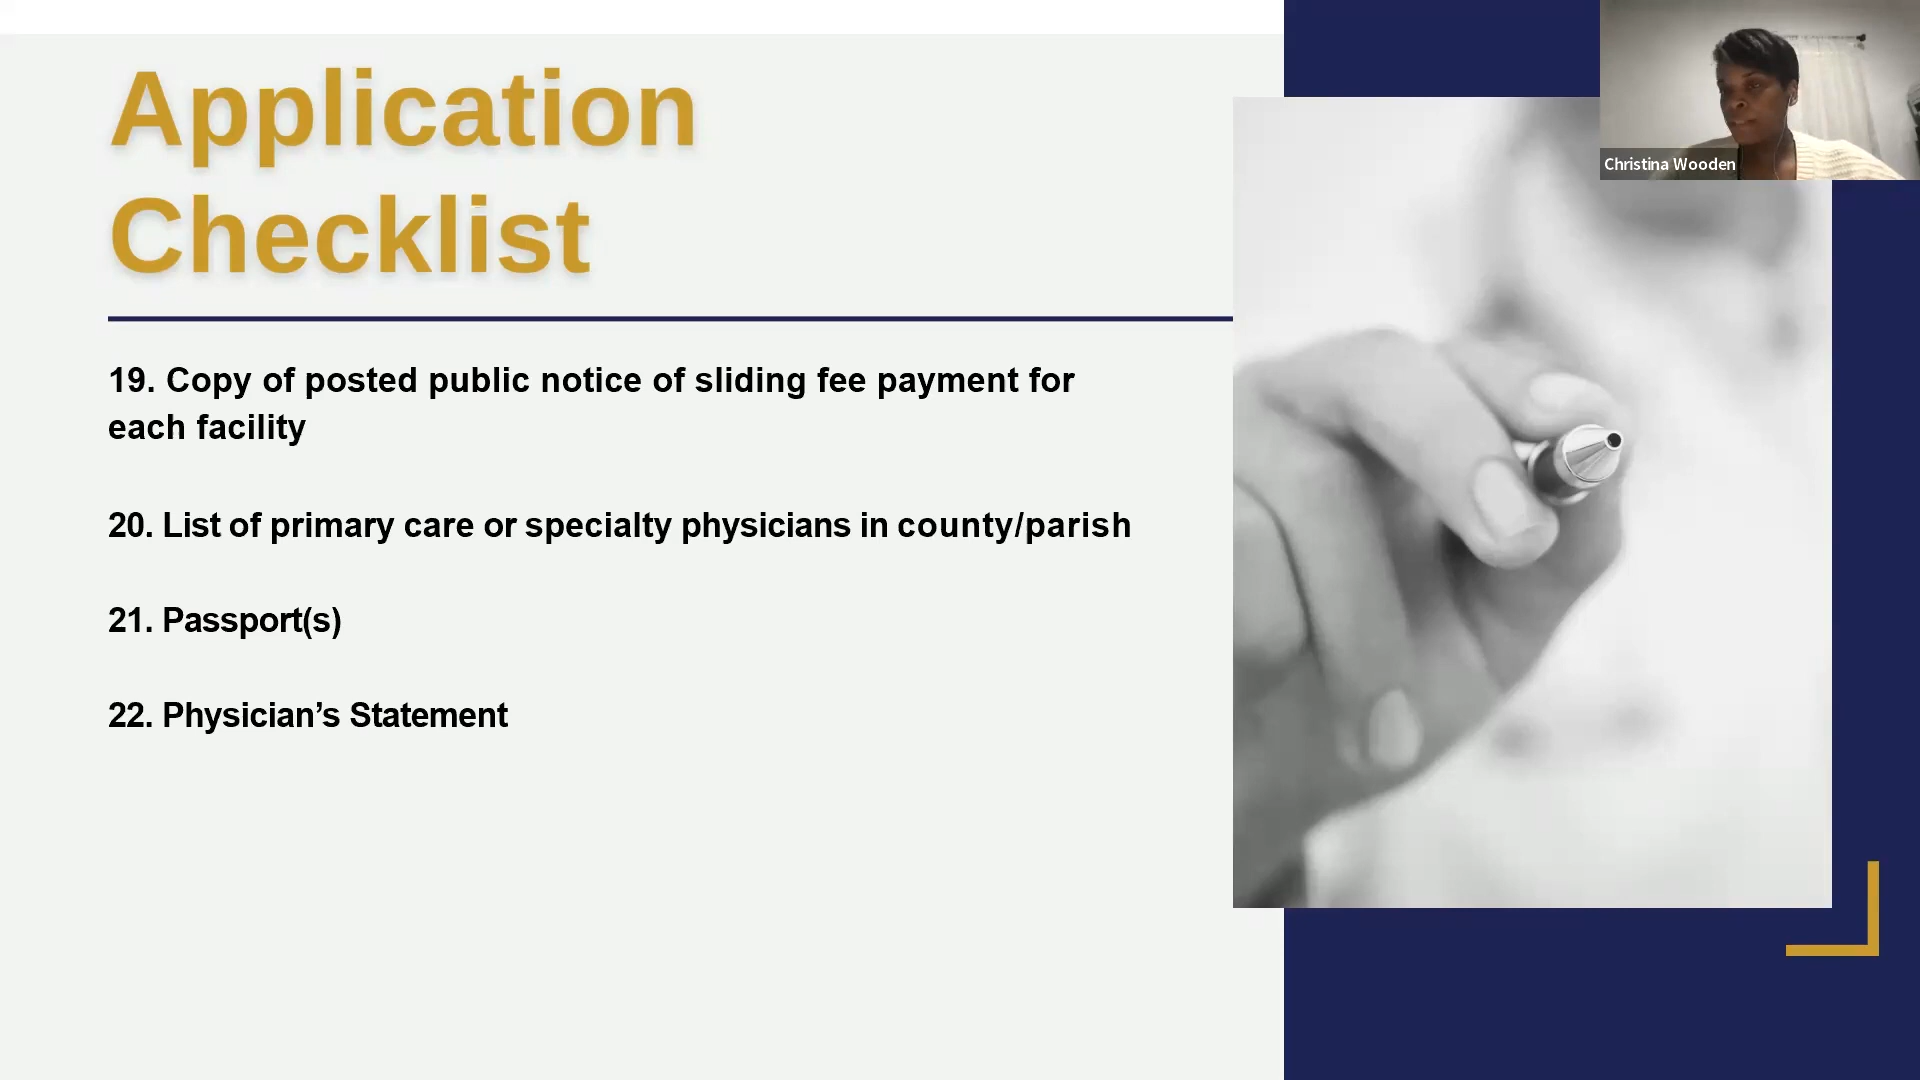 Application
Checklist
19. Copy of posted public notice of sliding fee payment for
each facility
20. List of primary care or specialty physicians in county/parish
21. Passport(s)
22. Physician’s Statement
Christina Wooden